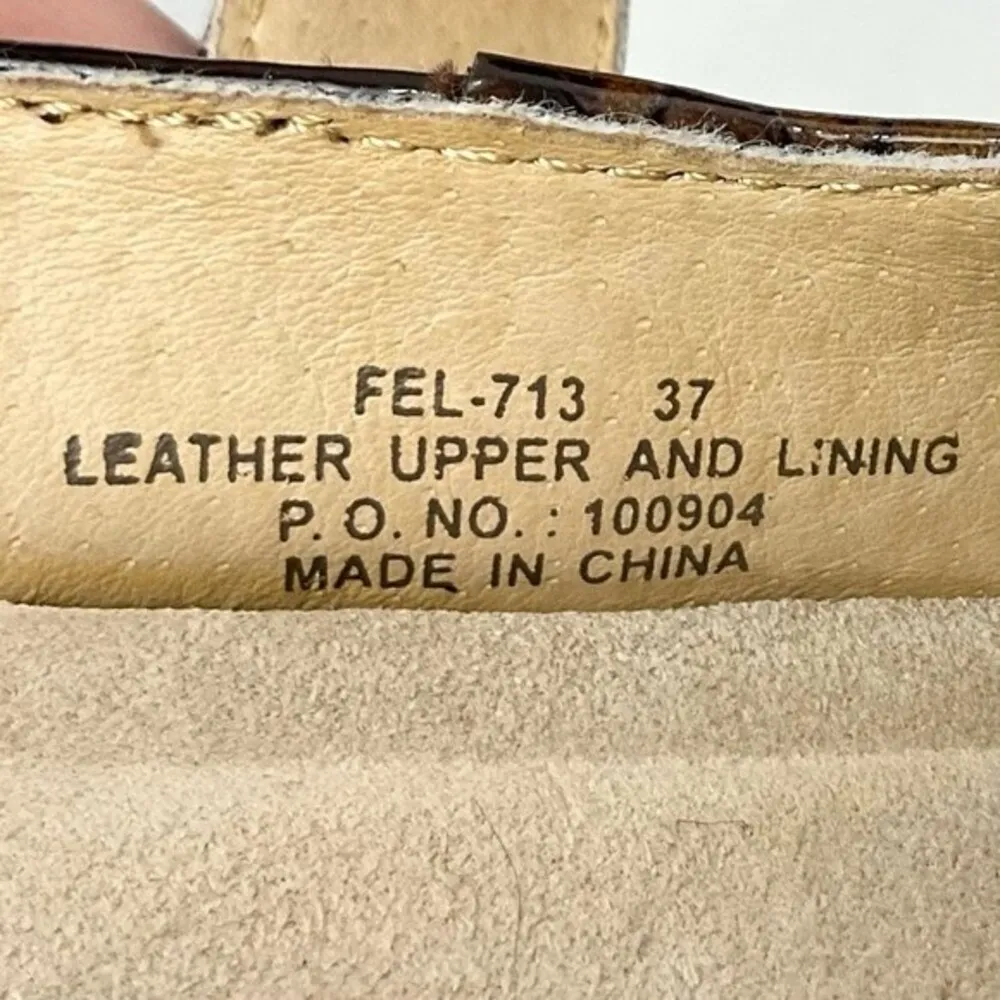 FEL-713 37
LEATHER UPPER AND LINING
P.O. NO. : 100904
MADE IN CHINA